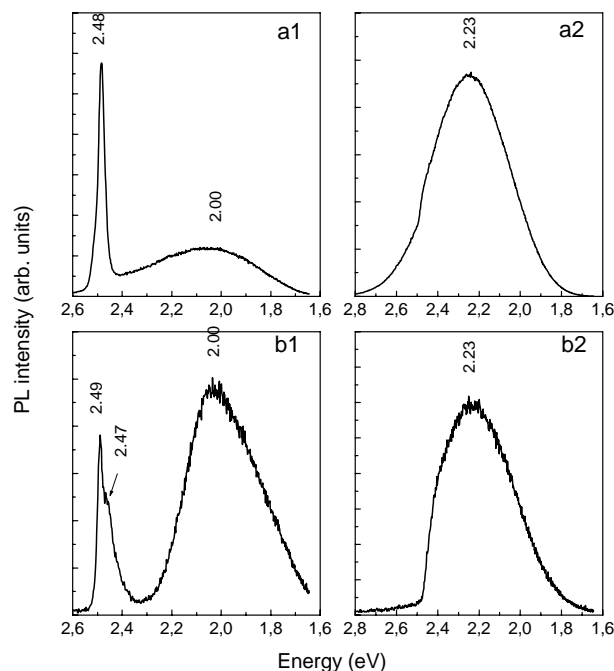 2.48
a1
2.00
2.23
a2
2,6 2,4 2,2 2,0 1,8 1,6
2,8 2,6 2,4 2,2 2,0 1,8 1,6
PL intensity (arb. units)
2.49
2.47
2.00
b1
2.23
b2
2,6 2,4 2,2 2,0 1,8 1,6
2,8 2,6 2,4 2,2 2,0 1,8 1,6
Energy (eV)